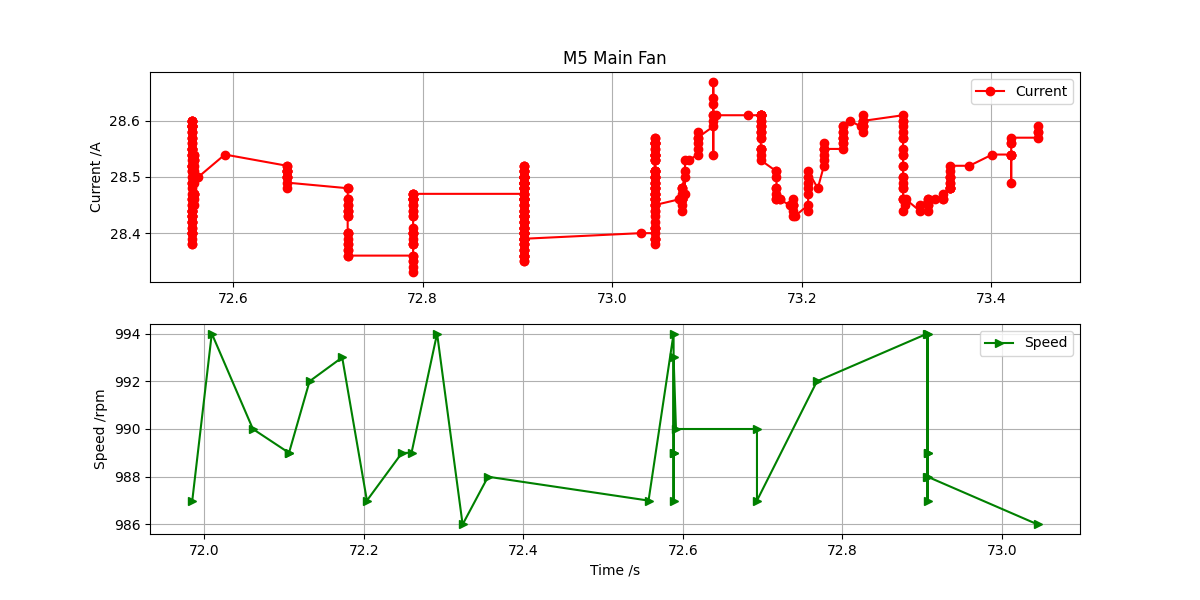 M5 Main Fan
Current /A
28.6
28.5
28.4
Current
72.6 72.8 73.0 73.2 73.4
Speed /rpm
994
992
990
988
986
Speed
72.0 72.2 72.4 72.6 72.8 73.0
Time /s